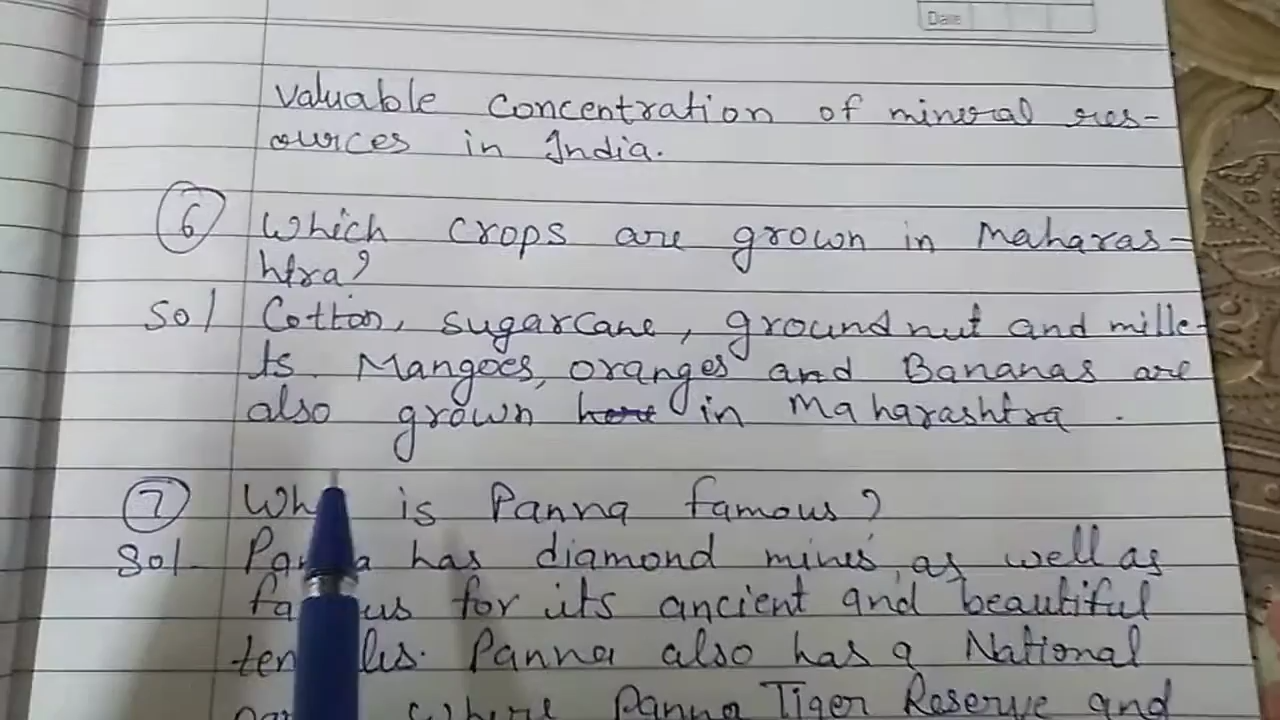 Date
valuable concentration of mineral res-
ources in India.
6 Which crops are grown in Maharas-
htra?
Sol Cotton, sugarcane, groundnut and mille-
ts. Mangoes, oranges and Bananas are
also grown here in Maharashtra.
7 is Panna famous?
Sol- has diamond mines as well as
for its ancient and beautiful
Panna also has a National
where Panna Tiger Reserve and